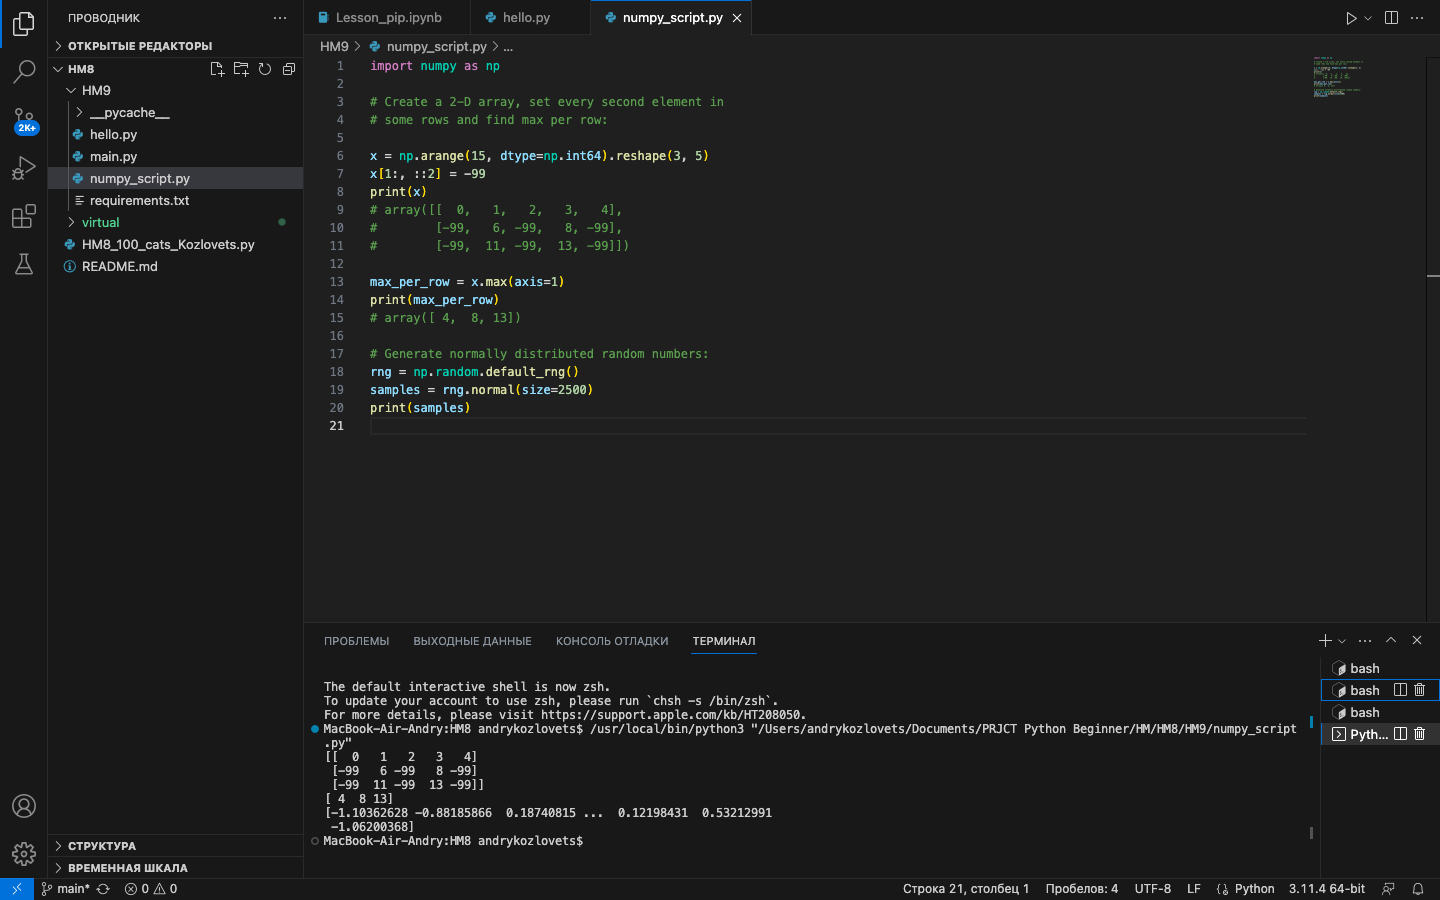 ПРОВОДНИК
ОТКРЫТЫЕ РЕДАКТОРЫ
HM8
HM9
__pycache__
hello.py
main.py
numpy_script.py
requirements.txt
virtual
HM8_100_cats_Kozlovets.py
README.md
2K+
СТРУКТУРА
ВРЕМЕННАЯ ШКАЛА
Lesson_pip.ipynb
hello.py
numpy_script.py
HM9 > numpy_script.py > ...
1 import numpy as np
2
3 # Create a 2-D array, set every second element in
4 # some rows and find max per row:
5
6 x = np.arange(15, dtype=np.int64).reshape(3, 5)
7 x[1:, ::2] = -99
8 print(x)
9 # array([[  0,   1,   2,   3,   4],
10 #        [-99,   6, -99,   8, -99],
11 #        [-99,  11, -99,  13, -99]])
12
13 max_per_row = x.max(axis=1)
14 print(max_per_row)
15 # array([ 4,  8, 13])
16
17 # Generate normally distributed random numbers:
18 rng = np.random.default_rng()
19 samples = rng.normal(size=2500)
20 print(samples)
21
ПРОБЛЕМЫ ВЫХОДНЫЕ ДАННЫЕ КОНСОЛЬ ОТЛАДКИ ТЕРМИНАЛ
The default interactive shell is now zsh.
To update your account to use zsh, please run `chsh -s /bin/zsh`.
For more details, please visit https://support.apple.com/kb/HT208050.
MacBook-Air-Andry:HM8 andrykozlovets$ /usr/local/bin/python3 "/Users/andrykozlovets/Documents/PRJCT Python Beginner/HM/HM8/HM9/numpy_script
.py"
[[  0   1   2   3   4]
 [-99   6 -99   8 -99]
 [-99  11 -99  13 -99]]
[ 4  8 13]
[-1.10362628 -0.88185866  0.18740815 ...  0.12198431  0.53212991
 -1.06200368]
MacBook-Air-Andry:HM8 andrykozlovets$
bash
bash
bash
Pyth...
main* 0 0
Строка 21, столбец 1 Пробелов: 4 UTF-8 LF Python 3.11.4 64-bit